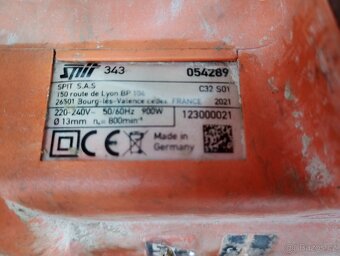 SPIT 343 054289
SPIT S.A.S C32 S01
150 route de Lyon BP 104
26501 Bourg-lès-Valence cedex, FRANCE 2021
220-240V~ 50/60Hz 900W 123000021
Ø 13mm n₀= 800min⁻¹
CE
Made in
Germany